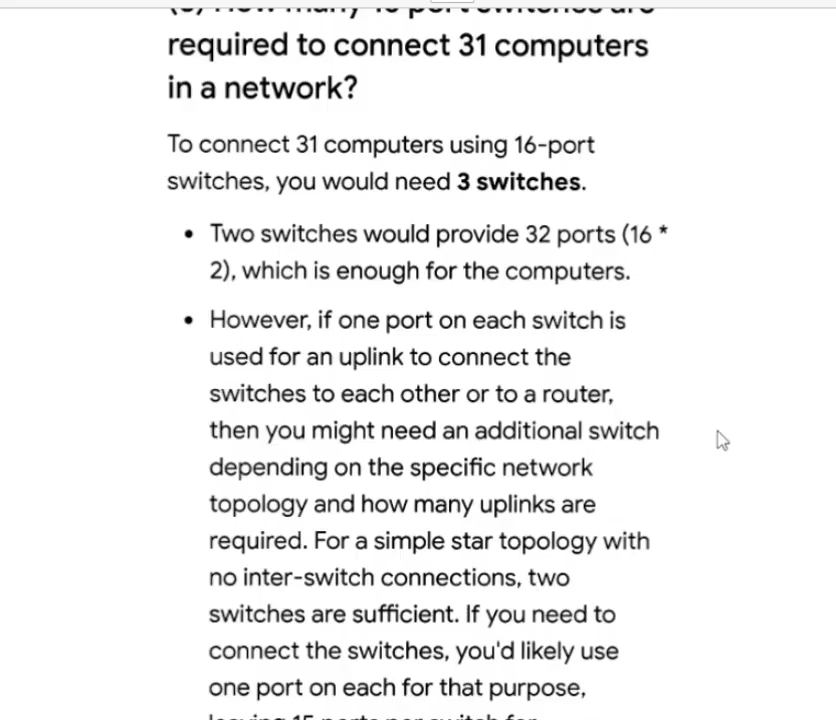 required to connect 31 computers
in a network?
To connect 31 computers using 16-port
switches, you would need 3 switches.
• Two switches would provide 32 ports (16 *
2), which is enough for the computers.
• However, if one port on each switch is
used for an uplink to connect the
switches to each other or to a router,
then you might need an additional switch
depending on the specific network
topology and how many uplinks are
required. For a simple star topology with
no inter-switch connections, two
switches are sufficient. If you need to
connect the switches, you'd likely use
one port on each for that purpose,